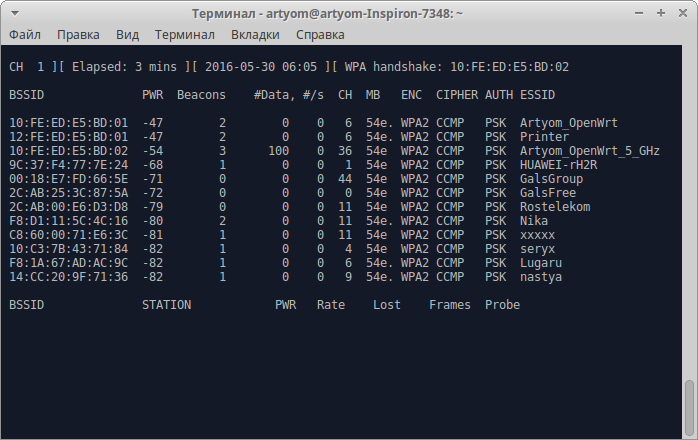 Терминал - artyom@artyom-Inspiron-7348: ~
Файл Правка Вид Терминал Вкладки Справка
CH  1 ][ Elapsed: 3 mins ][ 2016-05-30 06:05 ][ WPA handshake: 10:FE:ED:E5:BD:02
BSSID              PWR  Beacons    #Data, #/s  CH  MB   ENC  CIPHER AUTH ESSID
10:FE:ED:E5:BD:01  -47        2        0    0   6  54e. WPA2 CCMP   PSK  Artyom_OpenWrt
12:FE:ED:E5:BD:01  -47        2        0    0   6  54e. WPA2 CCMP   PSK  Printer
10:FE:ED:E5:BD:02  -54        3      100    0  36  54e  WPA2 CCMP   PSK  Artyom_OpenWrt_5_GHz
9C:37:F4:77:7E:24  -68        1        0    0   1  54e  WPA2 CCMP   PSK  HUAWEI-rH2R
00:18:E7:FD:66:5E  -71        0        0    0  44  54e  WPA2 CCMP   PSK  GalsGroup
2C:AB:25:3C:87:5A  -72        0        0    0   0  54e  WPA2 CCMP   PSK  GalsFree
2C:AB:00:E6:D3:D8  -79        0        0    0  11  54e  WPA2 CCMP   PSK  Rostelekom
F8:D1:11:5C:4C:16  -80        2        0    0  11  54e. WPA2 CCMP   PSK  Nika
C8:60:00:71:E6:3C  -81        1        0    0  11  54e  WPA2 CCMP   PSK  xxxxx
10:C3:7B:43:71:84  -82        1        0    0   4  54e  WPA2 CCMP   PSK  seryx
F8:1A:67:AD:AC:9C  -82        1        0    0   6  54e. WPA2 CCMP   PSK  Lugaru
14:CC:20:9F:71:36  -82        1        0    0   9  54e. WPA2 CCMP   PSK  nastya
BSSID              STATION            PWR   Rate    Lost    Frames  Probe